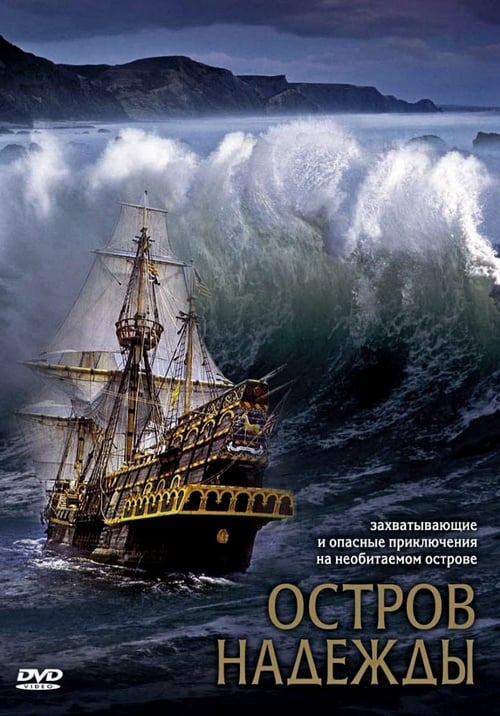 захватывающие
и опасные приключения
на необитаемом острове
ОСТРОВ
НАДЕЖДЫ
DVD
VIDEO